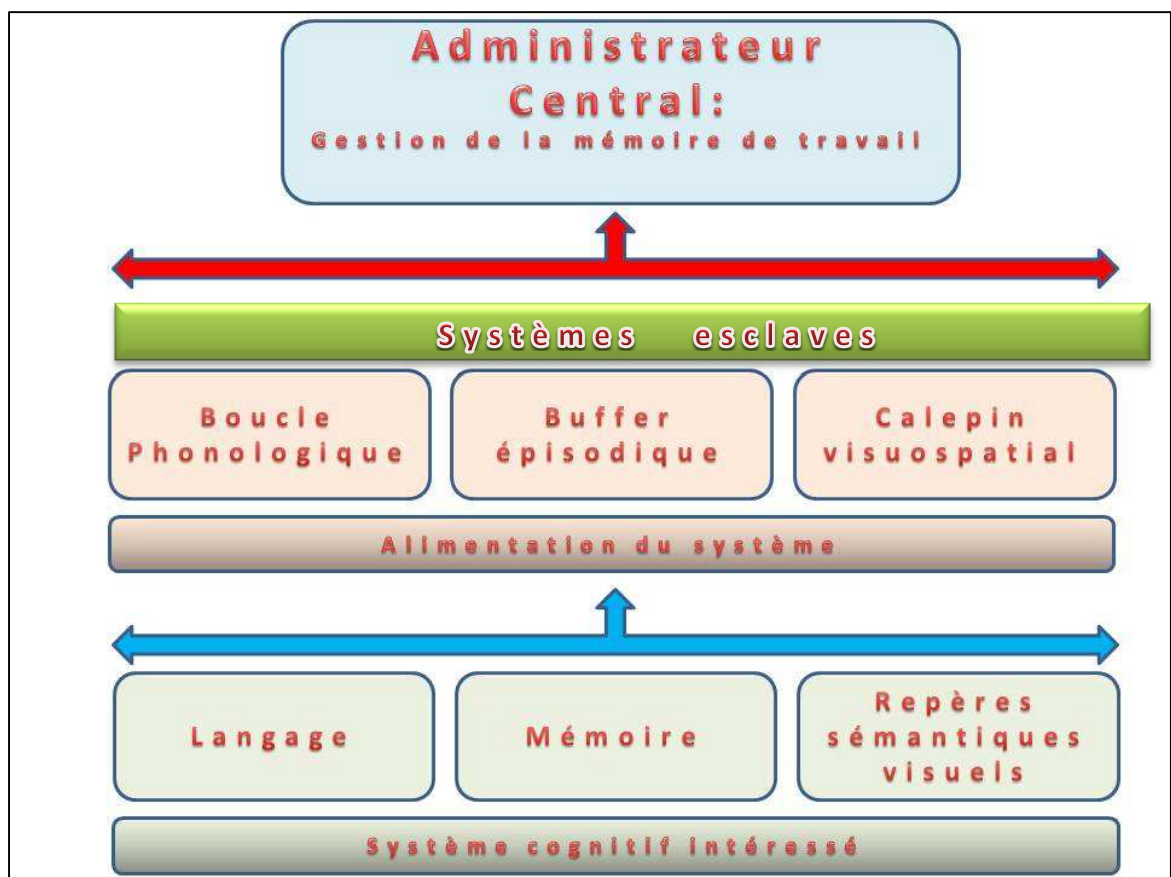 Administrateur
Central:
Gestion de la mémoire de travail
Systèmes esclaves
Boucle
Phonologique
Buffer
épisodique
Calepin
visuospatial
Alimentation du système
Langage
Mémoire
Repères
sémantiques
visuels
Système cognitif intéressé